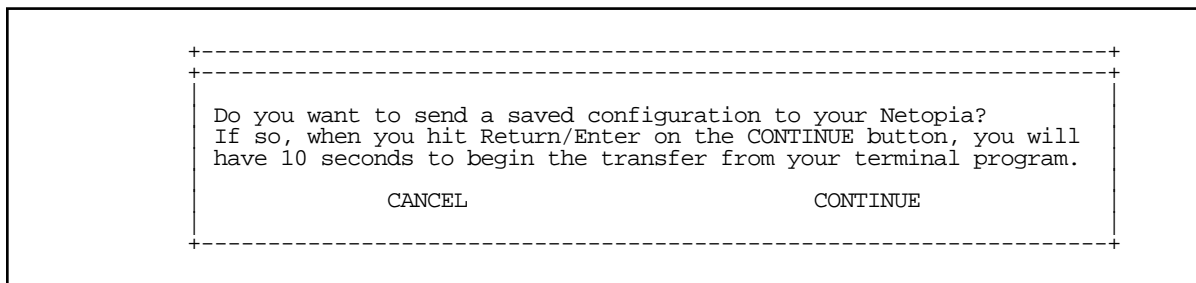 Do you want to send a saved configuration to your Netopia?
If so, when you hit Return/Enter on the CONTINUE button, you will
have 10 seconds to begin the transfer from your terminal program.
CANCEL CONTINUE